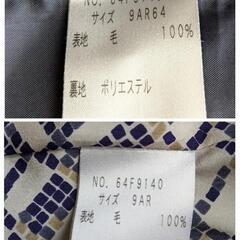 サイズ 9AR64
表地 毛 100%
裏地 ポリエステル
NO. 64F9140
サイズ 9AR
表地 毛 100%